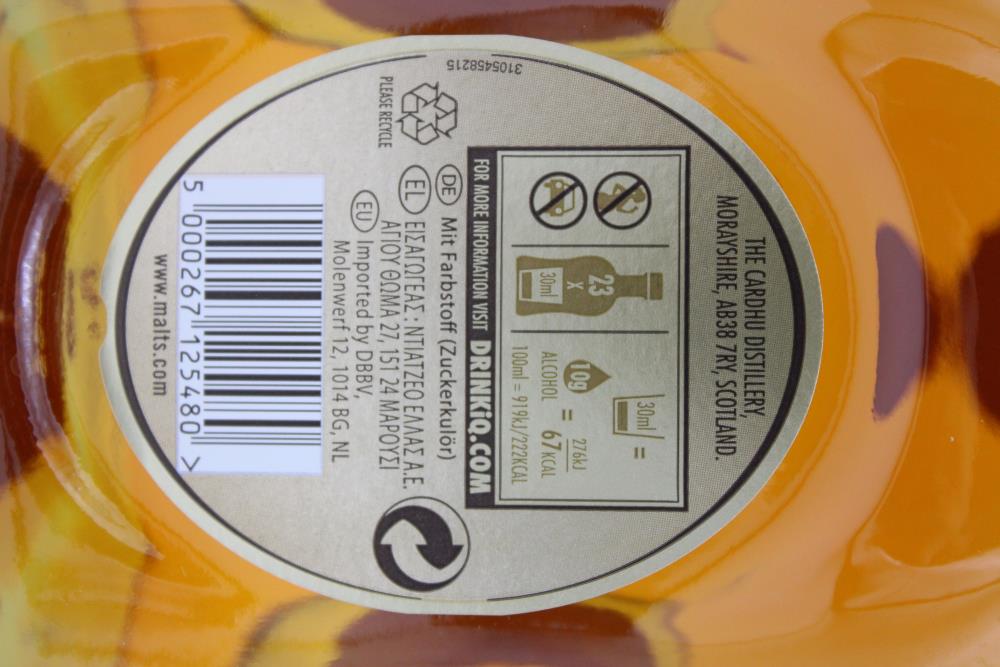 THE CARDHU DISTILLERY,
MORAYSHIRE, AB38 7RY, SCOTLAND.
23
X
30ml
30ml =
10g
ALCOHOL = 276KJ
67KCAL
100ml = 919KJ/222KCAL
FOR MORE INFORMATION VISIT DRINKiQ.COM
DE Mit Farbstoff (Zuckerkulör)
EL ΕΙΣΑΓΩΓΕΑΣ: ΝΤΙΑΤΖΕΟ ΕΛΛΑΣ Α.Ε.
ΑΓΙΟΥ ΘΩΜΑ 27, 151 24 ΜΑΡΟΥΣΙ
EU Imported by DBBV,
Molenwerf 12, 1014 BG, NL
PLEASE RECYCLE
3105458215
5 000267 125480 >
www.malts.com